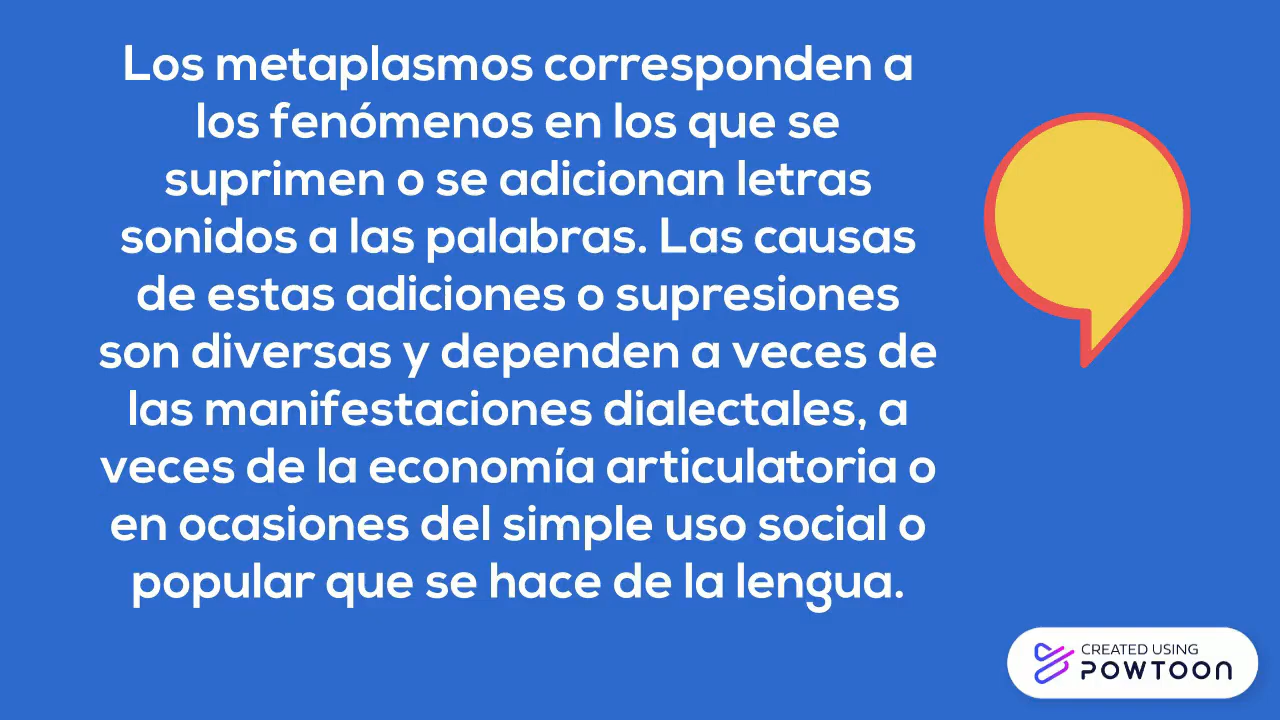 Los metaplasmos corresponden a
los fenómenos en los que se
suprimen o se adicionan letras
sonidos a las palabras. Las causas
de estas adiciones o supresiones
son diversas y dependen a veces de
las manifestaciones dialectales, a
veces de la economía articulatoria o
en ocasiones del simple uso social o
popular que se hace de la lengua.
CREATED USING
POWTOON